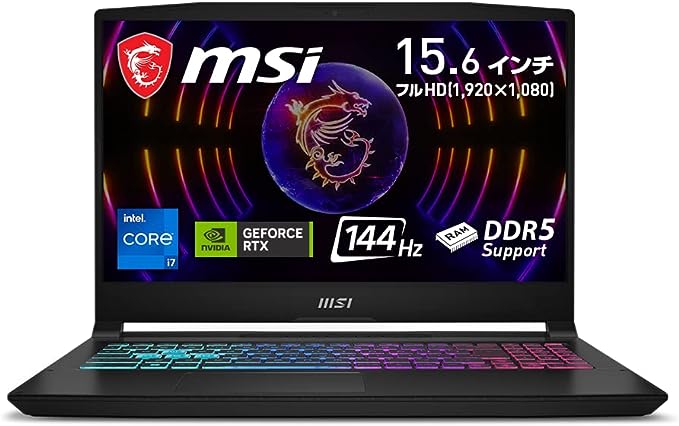 msi
15.6 インチ
フルHD(1,920×1,080)
intel.
CORE
i7
NVIDIA
GEFORCE
RTX
144Hz
RAM
DDR5
Support
msi